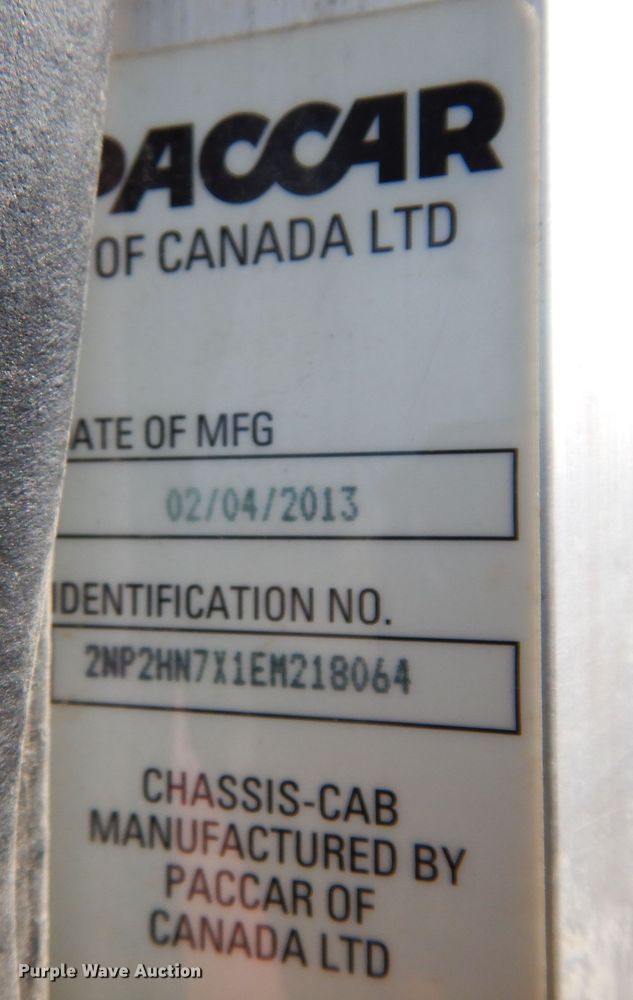 PACCAR
OF CANADA LTD
ATE OF MFG
02/04/2013
IDENTIFICATION NO.
2NP2HN7X1EM218064
CHASSIS-CAB
MANUFACTURED BY
PACCAR OF
CANADA LTD
Purple Wave Auction